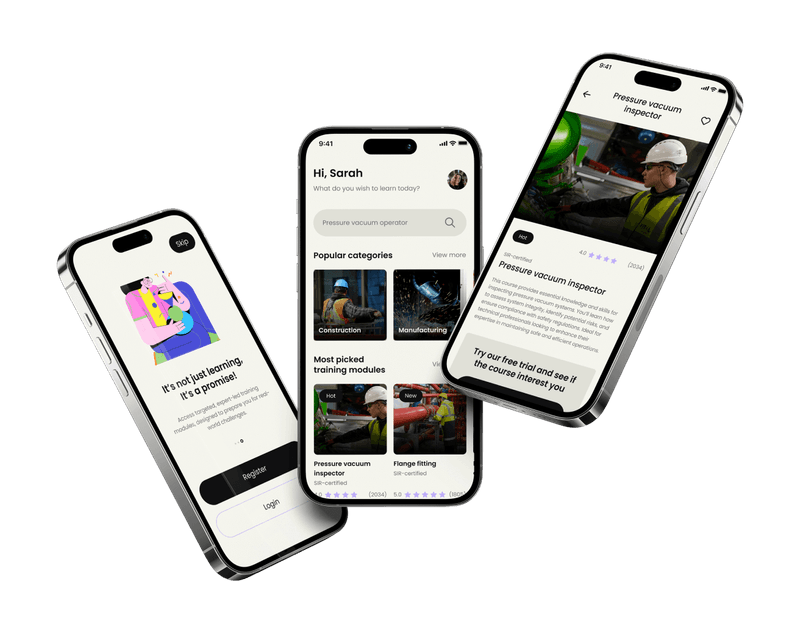 Skip
It's not just learning,
it's a promise!
Access targeted, expert-led training
modules, designed to prepare you for real-
world challenges.
Register
Login
9:41
Hi, Sarah
What do you wish to learn today?
Pressure vacuum operator
Popular categories View more
Construction Manufacturing
Most picked
training modules
Hot New
Pressure vacuum
inspector
Flange fitting
SIR-certified SIR-certified
(2034) 5.0
9:41
Pressure vacuum
inspector
Hot
SIR-certified 4.0 (2034)
Pressure vacuum inspector
This course provides essential knowledge and skills for
inspecting pressure vacuum systems. You'll learn how
to assess system integrity, identify potential risks, and
ensure compliance with safety regulations. Ideal for
technical professionals looking to enhance their
expertise in maintaining safe and efficient operations.
Try our free trial and see if
the course interest you